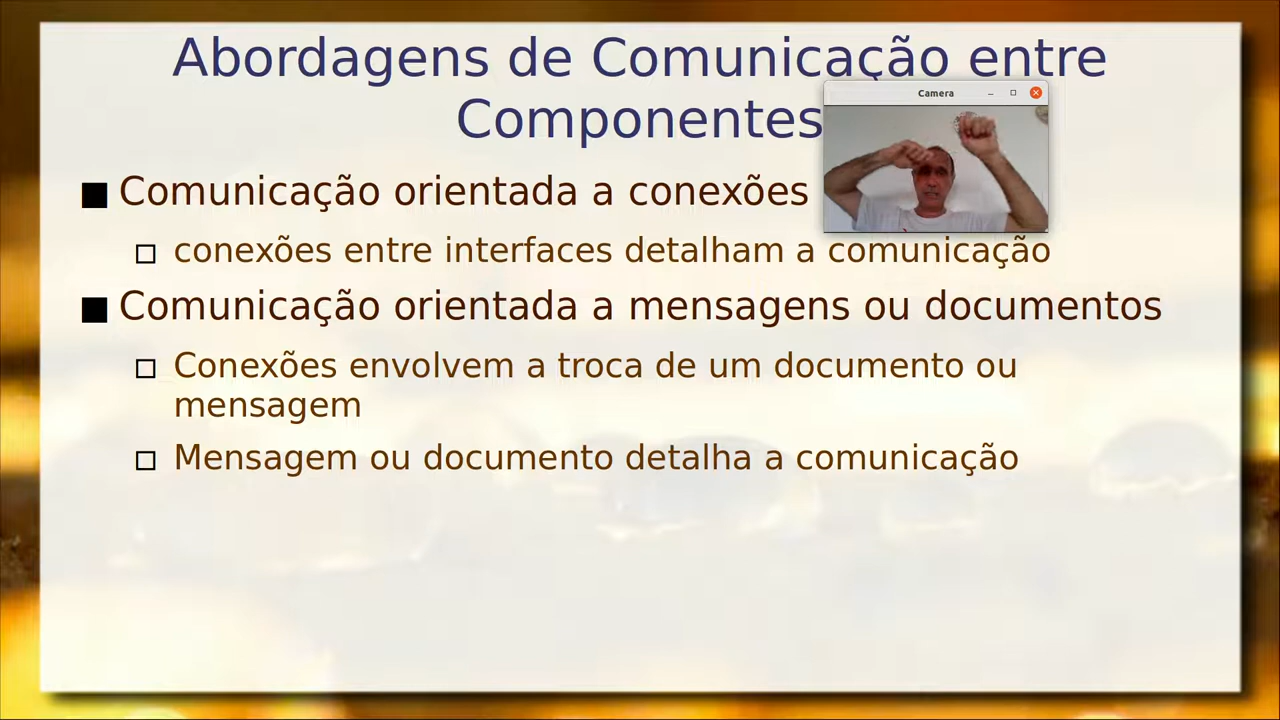 Abordagens de Comunicação entre
Componentes
Camera
Comunicação orientada a conexões
conexões entre interfaces detalham a comunicação
Comunicação orientada a mensagens ou documentos
Conexões envolvem a troca de um documento ou
mensagem
Mensagem ou documento detalha a comunicação